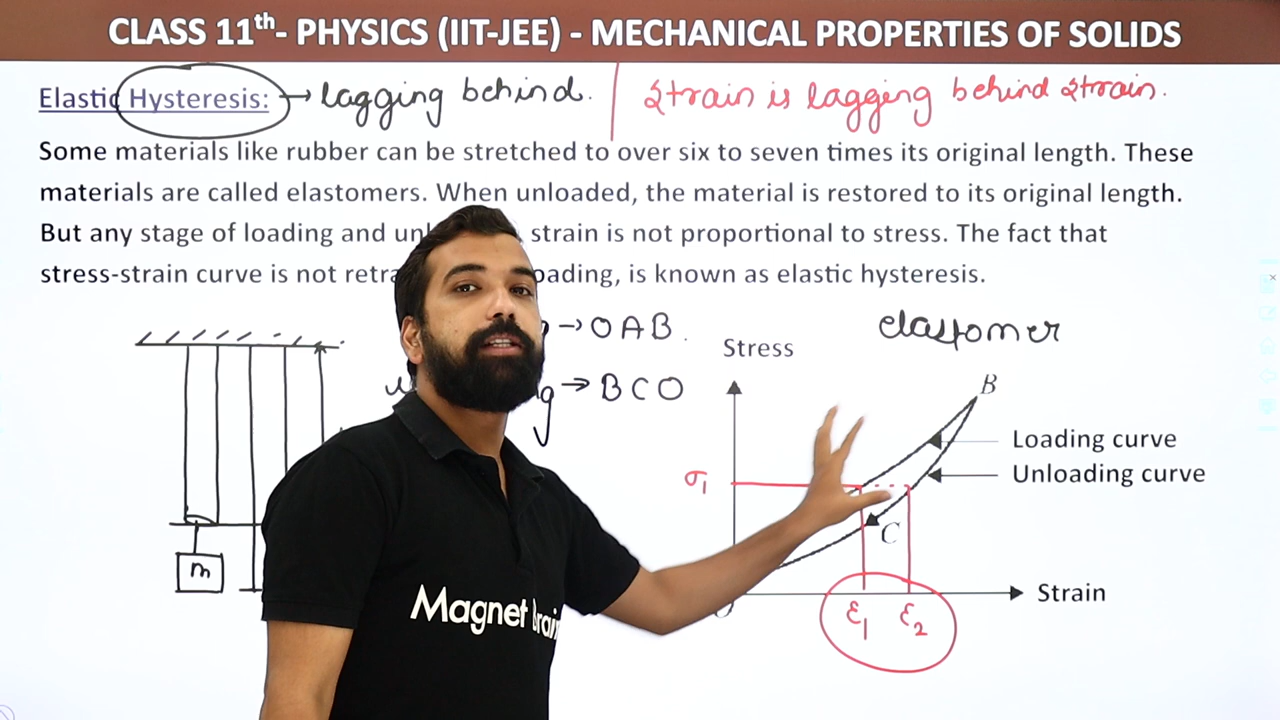 CLASS 11th- PHYSICS (IIT-JEE) - MECHANICAL PROPERTIES OF SOLIDS
Elastic Hysteresis: → lagging behind. | Strain is lagging behind strain.
Some materials like rubber can be stretched to over six to seven times its original length. These
materials are called elastomers. When unloaded, the material is restored to its original length.
But any stage of loading and strain is not proportional to stress. The fact that
stress-strain curve is not is known as elastic hysteresis.
→ OAB.
→ BCO
elastomer
Stress
B
Loading curve
Unloading curve
σ1
C
m
Strain
O
ε1 ε2
Magnet Brain